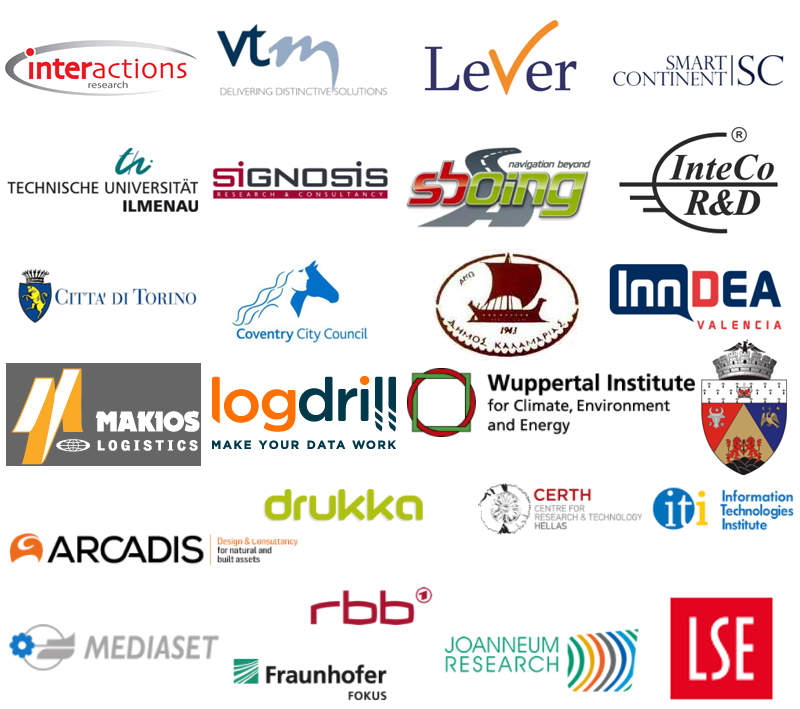 interactions
research
vtm
DELIVERING DISTINCTIVE SOLUTIONS
LeVer
SMART
CONTINENT
SC
th
TECHNISCHE UNIVERSITÄT
ILMENAU
SiGNOSiS
RESEARCH & CONSULTANCY
navigation beyond
sboing
®
InteCo
R&D
CITTA' DI TORINO
Coventry City Council
ΑΝΩ
1943
ΔΗΜΟΣ ΚΑΛΑΜΑΡΙΑΣ
InnDEA
VALENCIA
MAKIOS
LOGISTICS
logdrill
MAKE YOUR DATA WORK
Wuppertal Institute
for Climate, Environment
and Energy
drukka
CERTH
CENTRE FOR
RESEARCH & TECHNOLOGY
HELLAS
iti
Information
Technologies
Institute
ARCADIS
Design & Consultancy
for natural and
built assets
rbb
MEDIASET
Fraunhofer
FOKUS
JOANNEUM
RESEARCH
LSE